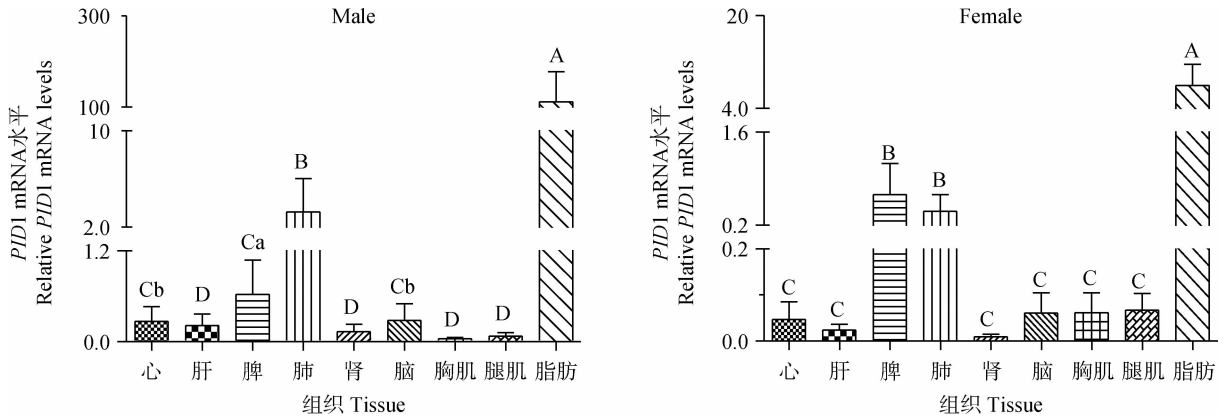 Male
PID1 mRNA水平
Relative PID1 mRNA levels
300
100
10
2.0
1.2
0.0
Cb
D
Ca
B
D
Cb
D
D
A
心 肝 脾 肺 肾 脑 胸肌 腿肌 脂肪
组织 Tissue
Female
PID1 mRNA水平
Relative PID1 mRNA levels
20
4.0
1.6
0.2
0.2
0.0
C
C
B
B
C
C
C
C
A
心 肝 脾 肺 肾 脑 胸肌 腿肌 脂肪
组织 Tissue